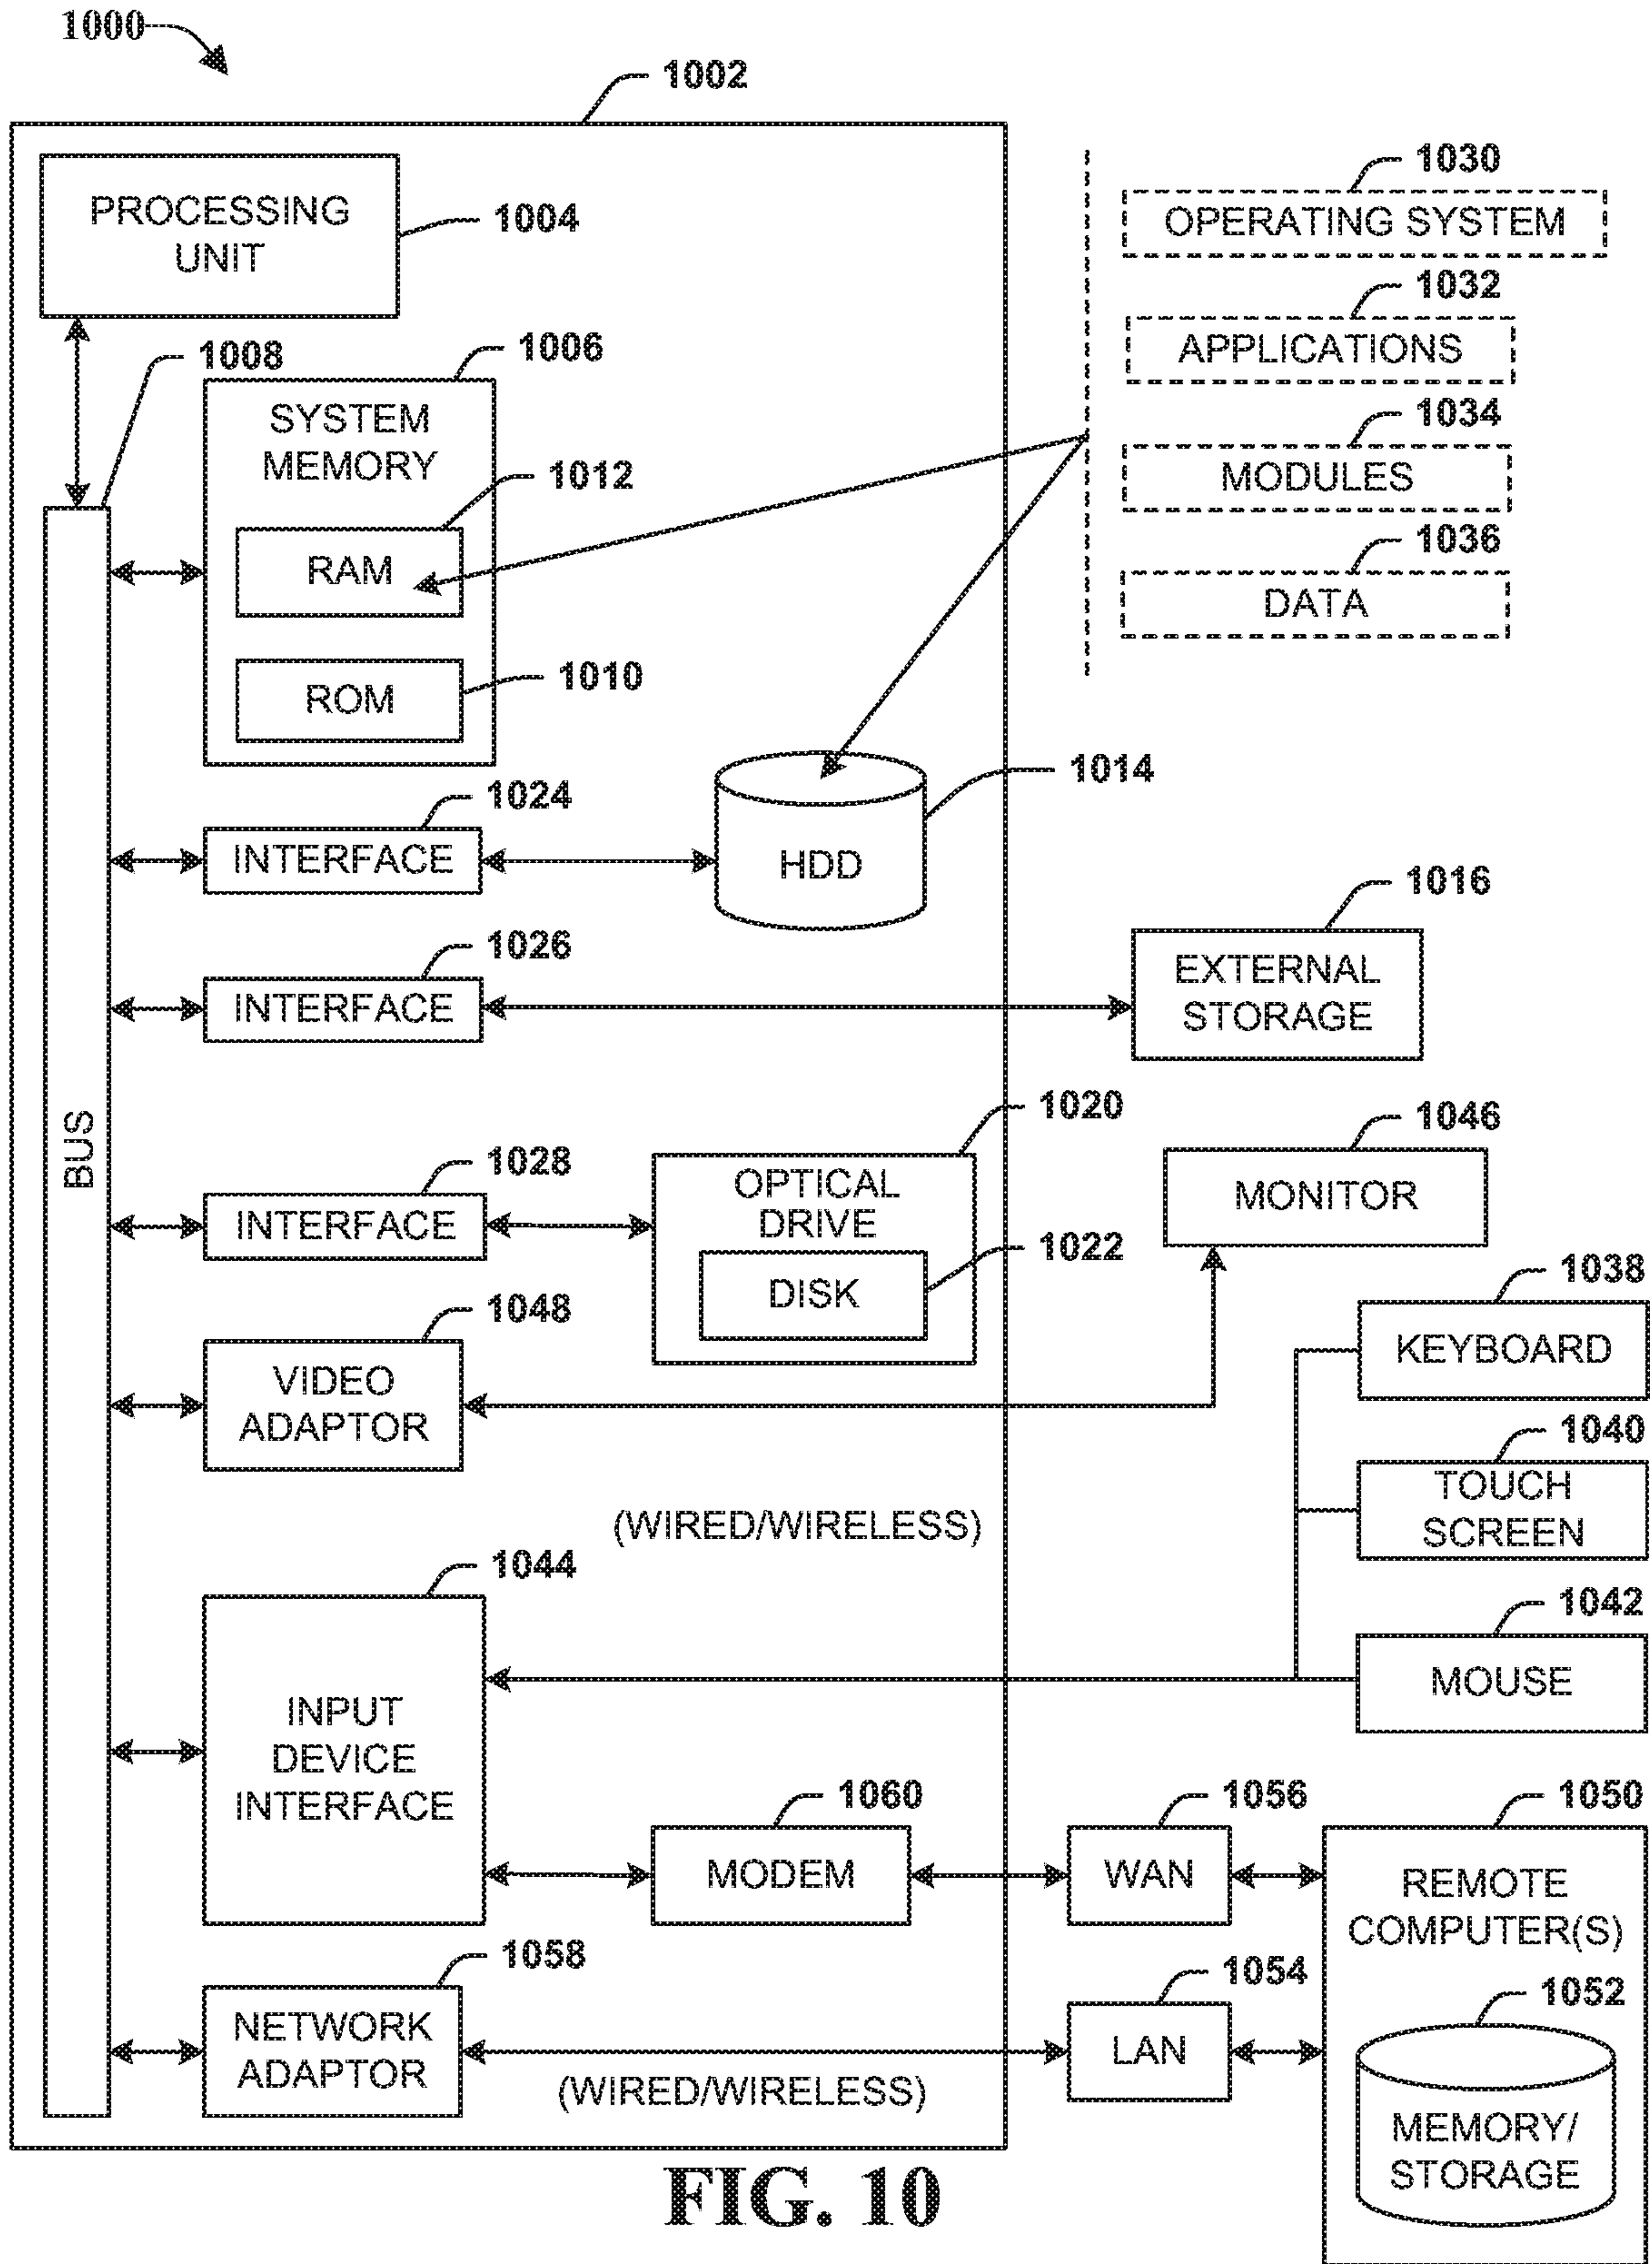 1000
1002
PROCESSING
UNIT
1004
1030
OPERATING SYSTEM
1032
APPLICATIONS
1034
MODULES
1036
DATA
1008
1006
SYSTEM
MEMORY
1012
RAM
1010
ROM
1024
INTERFACE
1014
HDD
1026
INTERFACE
1016
EXTERNAL
STORAGE
BUS
1028
INTERFACE
1020
OPTICAL
DRIVE
1022
DISK
1046
MONITOR
1048
VIDEO
ADAPTOR
1038
KEYBOARD
1040
TOUCH
SCREEN
(WIRED/WIRELESS)
1044
INPUT
DEVICE
INTERFACE
1042
MOUSE
1060
MODEM
1056
WAN
1050
REMOTE
COMPUTER(S)
1058
NETWORK
ADAPTOR
(WIRED/WIRELESS)
1054
LAN
1052
MEMORY/
STORAGE
FIG. 10